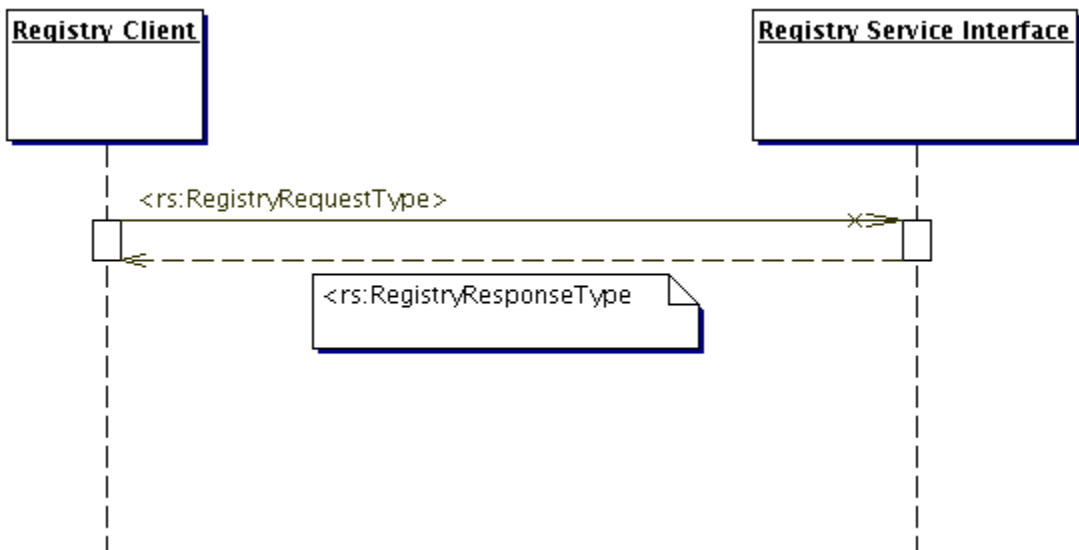 Registry Client
Registry Service Interface
<rs:RegistryRequestType>
<rs:RegistryResponseType